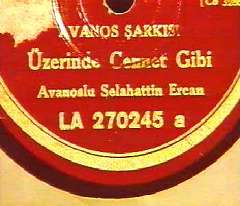 AVANOS ŞARKISI
Üzerinde Cennet Gibi
Avanoslu Selahattin Ercan
LA 270245 a